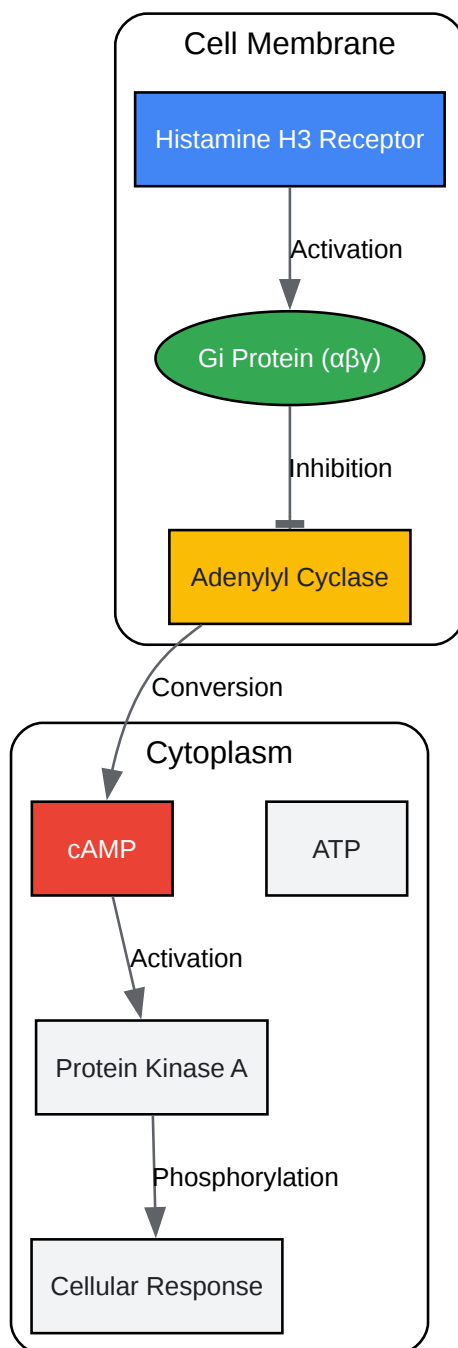 Cell Membrane
Histamine H3 Receptor
Activation
Gi Protein (αβγ)
Inhibition
Adenylyl Cyclase
Conversion
Cytoplasm
cAMP
ATP
Activation
Protein Kinase A
Phosphorylation
Cellular Response